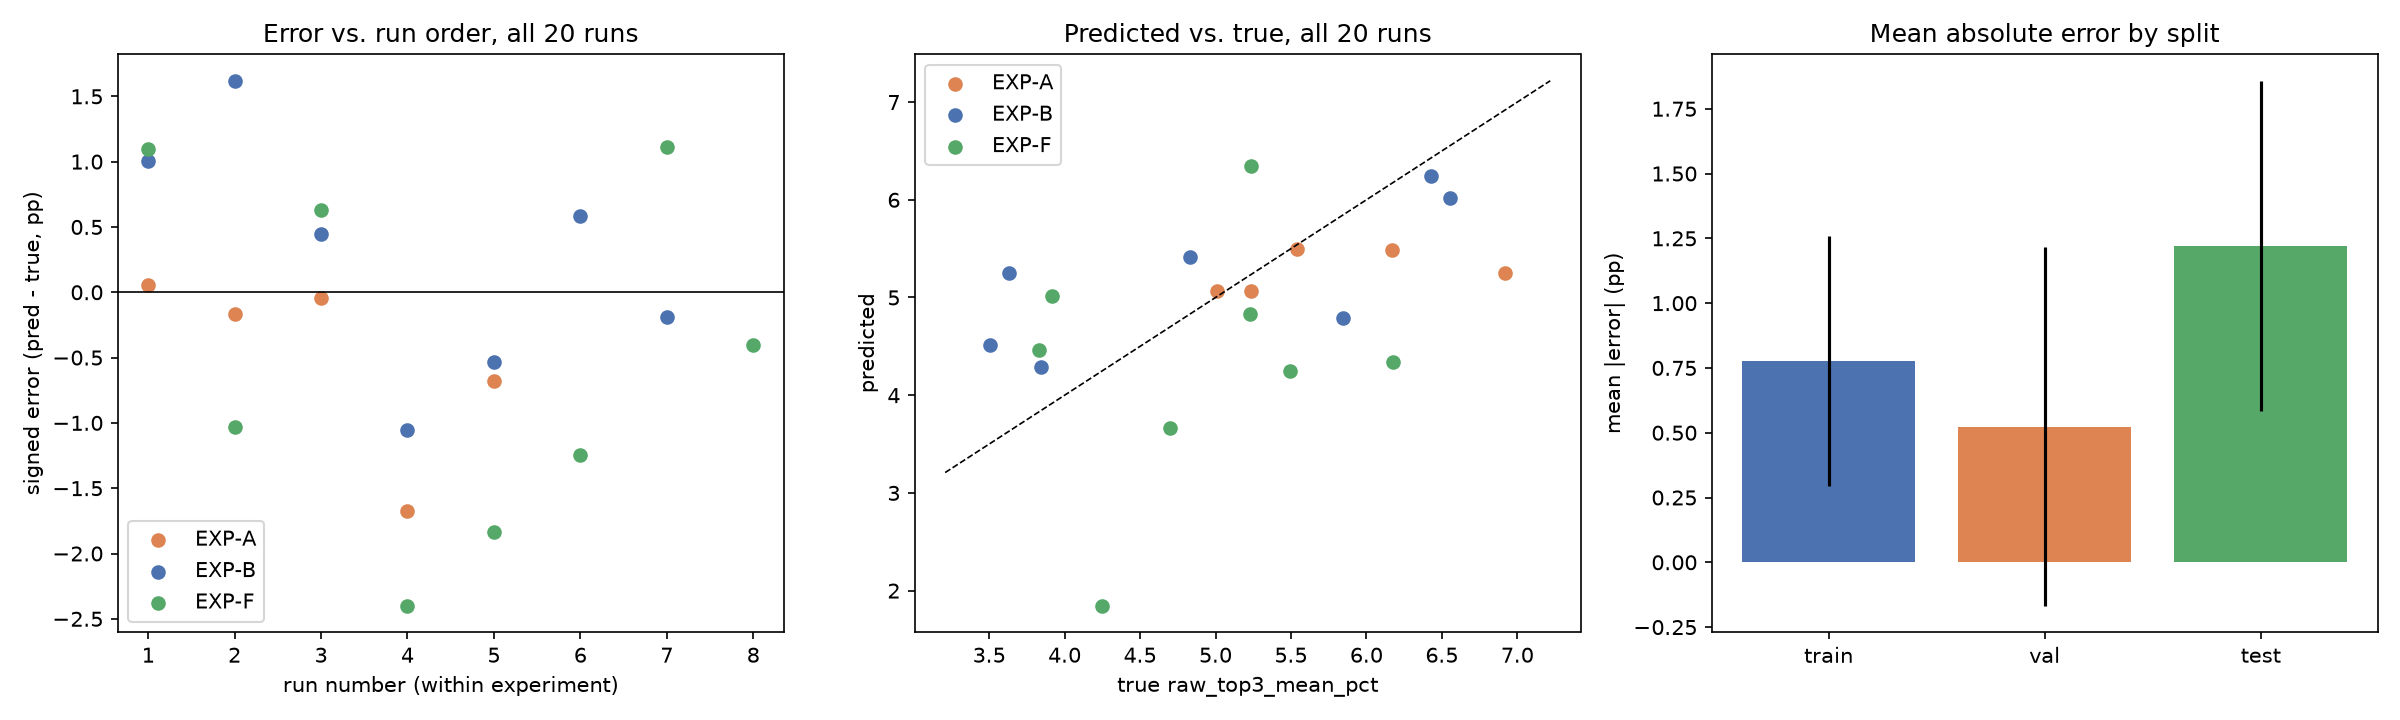 Error vs. run order, all 20 runs
signed error (pred - true, pp)
1.5
1.0
0.5
0.0
−0.5
−1.0
−1.5
−2.0
−2.5
EXP-A
EXP-B
EXP-F
1 2 3 4 5 6 7 8
run number (within experiment)
Predicted vs. true, all 20 runs
EXP-A
EXP-B
EXP-F
predicted
7
6
5
4
3
2
3.5 4.0 4.5 5.0 5.5 6.0 6.5 7.0
true raw_top3_mean_pct
Mean absolute error by split
mean |error| (pp)
1.75
1.50
1.25
1.00
0.75
0.50
0.25
0.00
−0.25
train val test